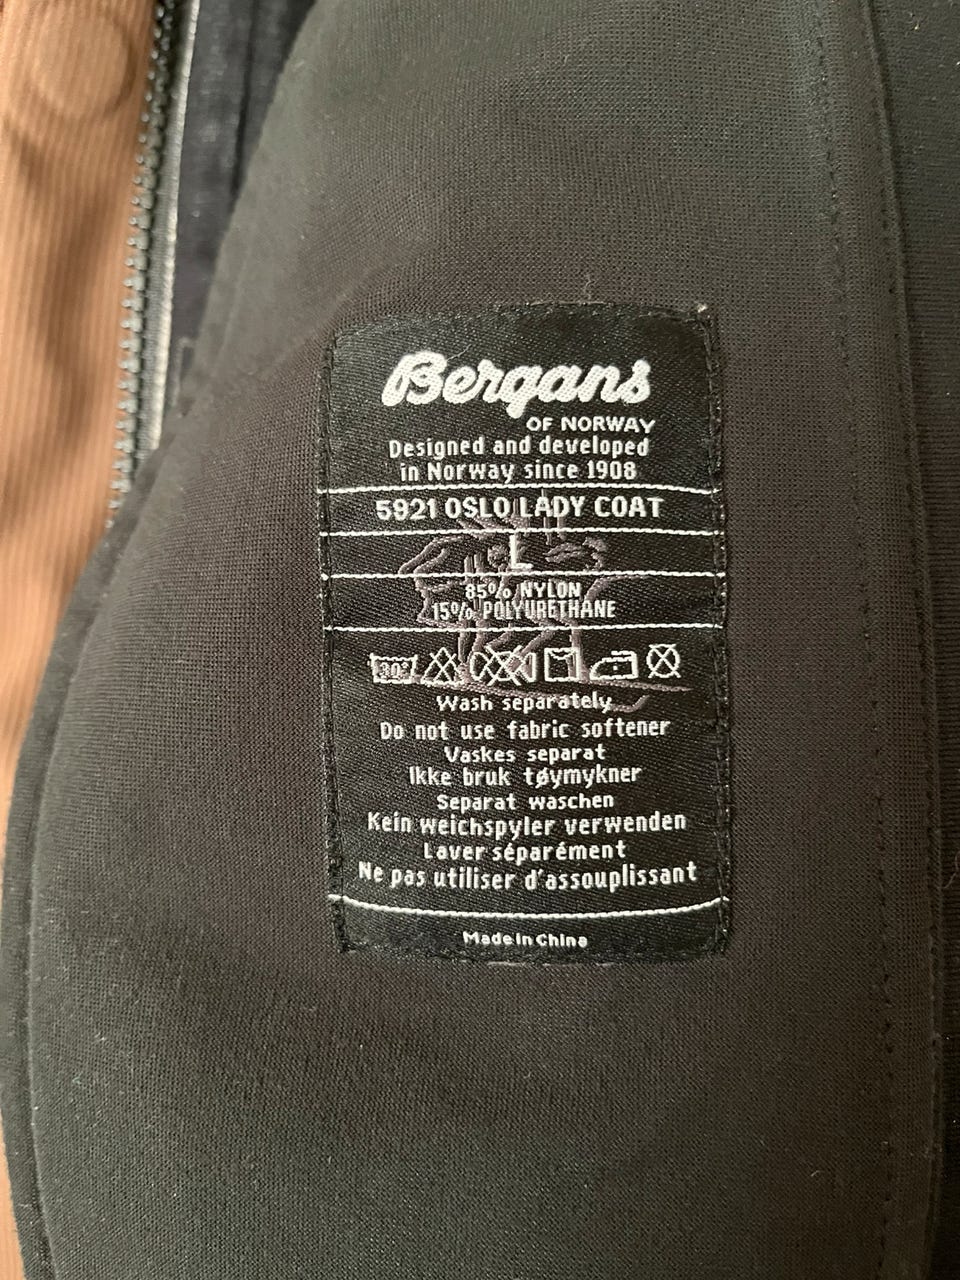 Bergans
OF NORWAY
Designed and developed
in Norway since 1908
5921 OSLO LADY COAT
L
85% NYLON
15% POLYURETHANE
30°
Wash separately
Do not use fabric softener
Vaskes separat
Ikke bruk tøymykner
Separat waschen
Kein weichspyler verwenden
Laver séparément
Ne pas utiliser d'assouplissant
Made in China